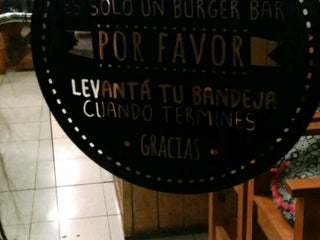 ES SOLO UN BURGER BAR
POR FAVOR
LEVANTÁ TU BANDEJA
CUANDO TERMINES
· GRACIAS ·